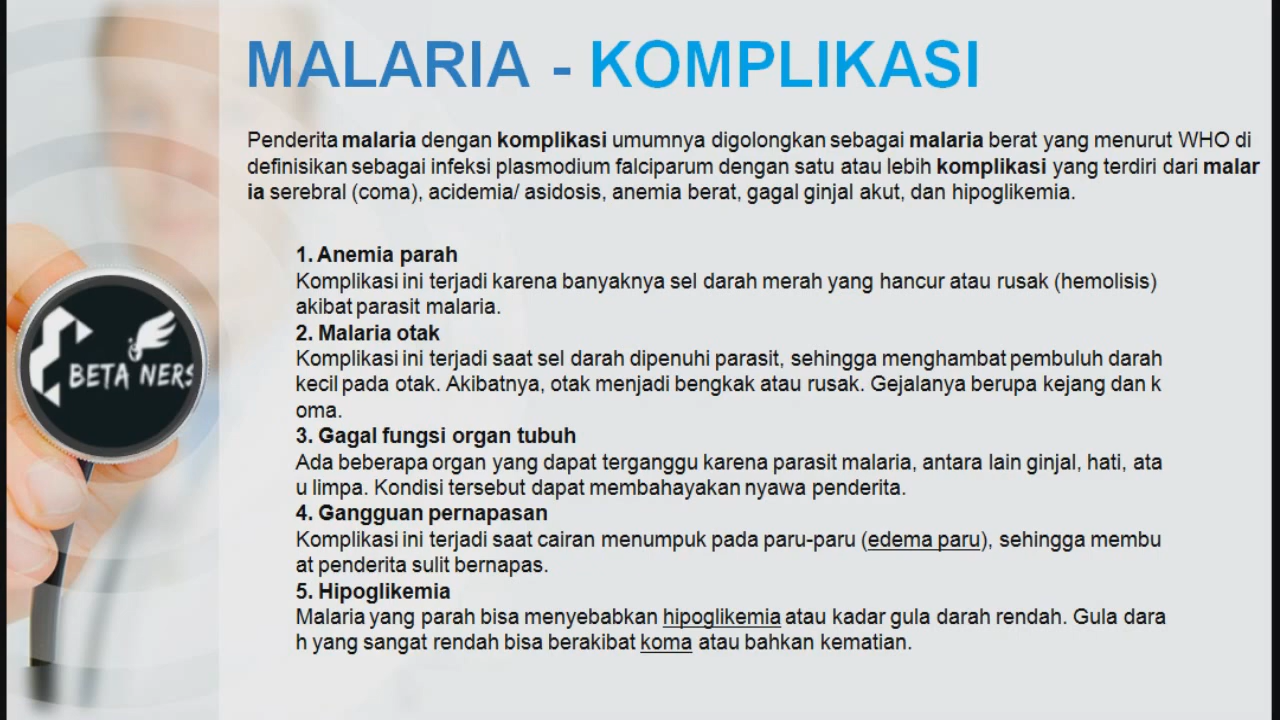 MALARIA - KOMPLIKASI
Penderita malaria dengan komplikasi umumnya digolongkan sebagai malaria berat yang menurut WHO di
definisikan sebagai infeksi plasmodium falciparum dengan satu atau lebih komplikasi yang terdiri dari malar
ia serebral (coma), acidemia/ asidosis, anemia berat, gagal ginjal akut, dan hipoglikemia.
1. Anemia parah
Komplikasi ini terjadi karena banyaknya sel darah merah yang hancur atau rusak (hemolisis)
akibat parasit malaria.
2. Malaria otak
Komplikasi ini terjadi saat sel darah dipenuhi parasit, sehingga menghambat pembuluh darah
kecil pada otak. Akibatnya, otak menjadi bengkak atau rusak. Gejalanya berupa kejang dan k
oma.
3. Gagal fungsi organ tubuh
Ada beberapa organ yang dapat terganggu karena parasit malaria, antara lain ginjal, hati, ata
u limpa. Kondisi tersebut dapat membahayakan nyawa penderita.
4. Gangguan pernapasan
Komplikasi ini terjadi saat cairan menumpuk pada paru-paru (edema paru), sehingga membu
at penderita sulit bernapas.
5. Hipoglikemia
Malaria yang parah bisa menyebabkan hipoglikemia atau kadar gula darah rendah. Gula dara
h yang sangat rendah bisa berakibat koma atau bahkan kematian.
BETA NERS